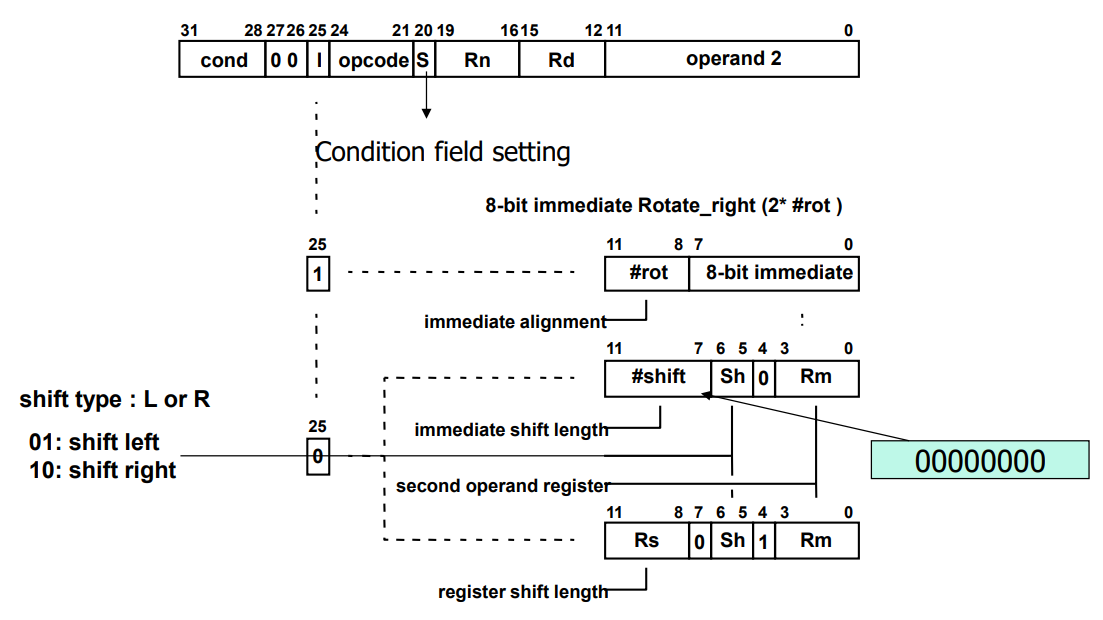 31 28 27 26 25 24 21 20 19 16 15 12 11 0
cond 0 0 I opcode S Rn Rd operand 2
Condition field setting
8-bit immediate Rotate_right (2* #rot )
25 11 8 7 0
1 #rot 8-bit immediate
immediate alignment
11 7 6 5 4 3 0
#shift Sh 0 Rm
shift type : L or R
25
immediate shift length
01: shift left
0
00000000
10: shift right
second operand register
11 8 7 6 5 4 3 0
Rs 0 Sh 1 Rm
register shift length